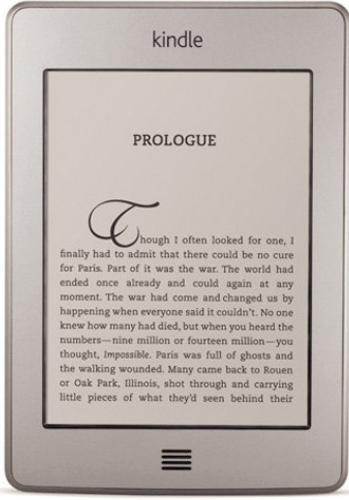 kindle
PROLOGUE
Though I often looked for one, I
finally had to admit that there could be no cure
for Paris. Part of it was the war. The world had
ended once already and could again at any
moment. The war had come and changed us by
happening when everyone said it couldn't. No one
knew how many had died, but when you heard the
numbers—nine million or fourteen million—you
thought, Impossible. Paris was full of ghosts and
the walking wounded. Many came back to Rouen
or Oak Park, Illinois, shot through and carrying
little pieces of what they'd seen behind their